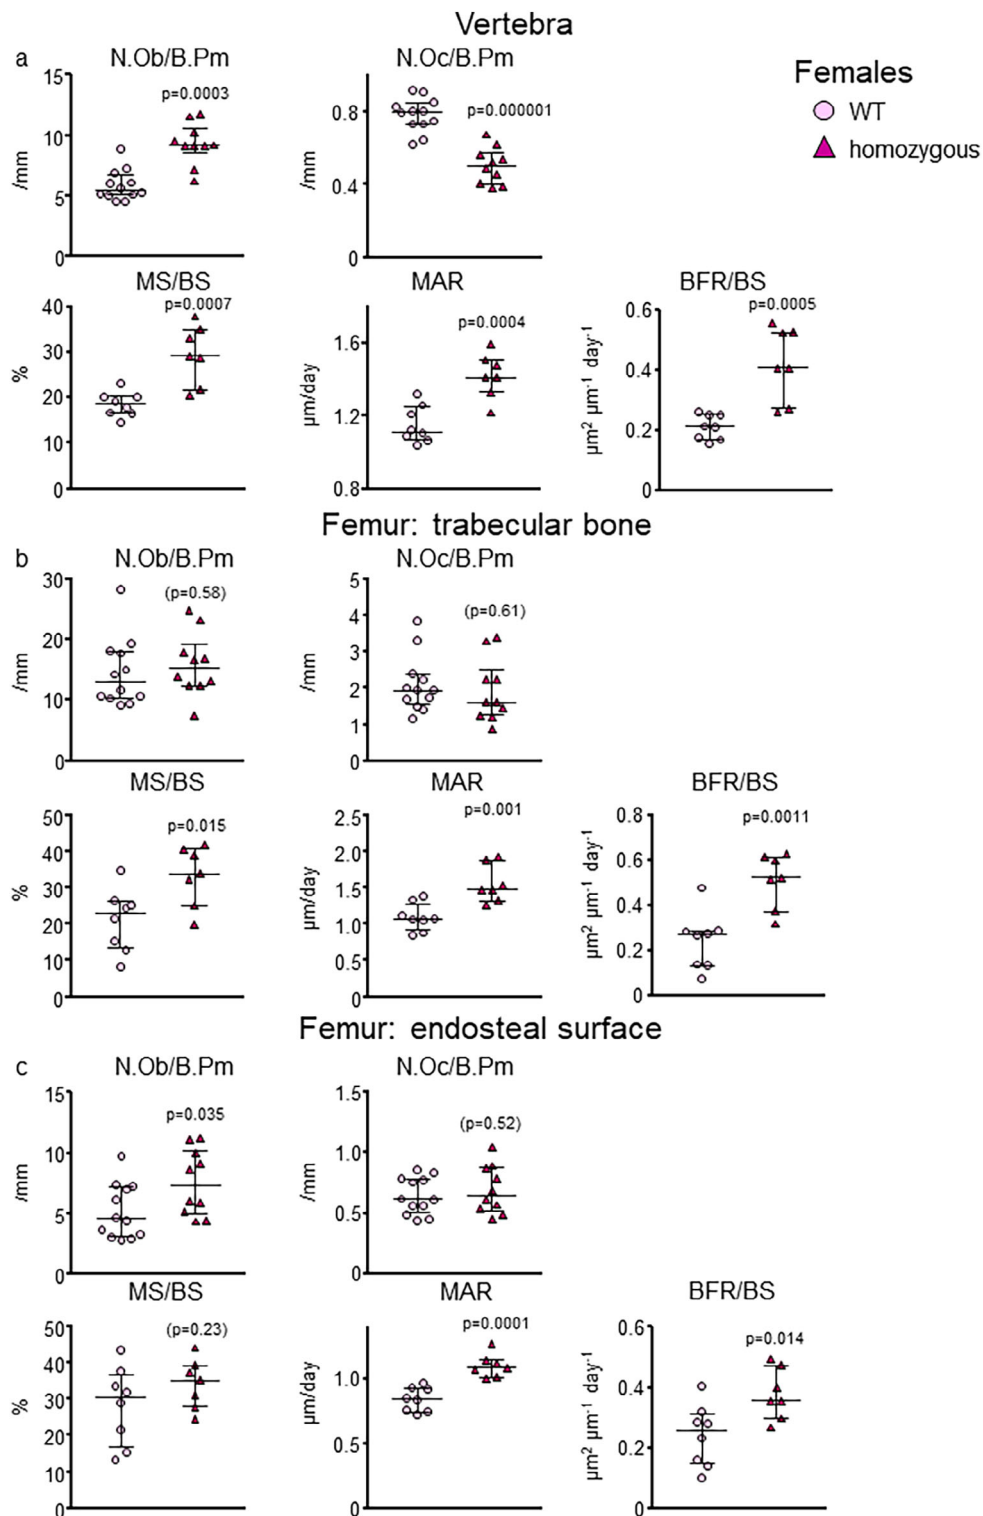 Vertebra
a
N.Ob/B.Pm
N.Oc/B.Pm
Females
WT
homozygous
15
10
5
0
/mm
p=0.0003
0.8
0.4
0
/mm
p=0.000001
MS/BS
MAR
BFR/BS
40
30
20
10
0
%
p=0.0007
1.6
1.2
0.8
µm/day
p=0.0004
0.6
0.4
0.2
0
µm² µm⁻¹ day⁻¹
p=0.0005
Femur: trabecular bone
b
N.Ob/B.Pm
N.Oc/B.Pm
30
20
10
0
/mm
(p=0.58)
5
4
3
2
1
0
/mm
(p=0.61)
MS/BS
MAR
BFR/BS
50
40
30
20
10
0
%
p=0.015
2.5
2.0
1.5
1.0
0.5
0
µm/day
p=0.001
0.8
0.6
0.4
0.2
0
µm² µm⁻¹ day⁻¹
p=0.0011
Femur: endosteal surface
c
N.Ob/B.Pm
N.Oc/B.Pm
15
10
5
0
/mm
p=0.035
1.5
1.0
0.5
0
/mm
(p=0.52)
MS/BS
MAR
BFR/BS
50
40
30
20
10
0
%
(p=0.23)
1.0
0.5
0
µm/day
p=0.0001
0.6
0.4
0.2
0
µm² µm⁻¹ day⁻¹
p=0.014